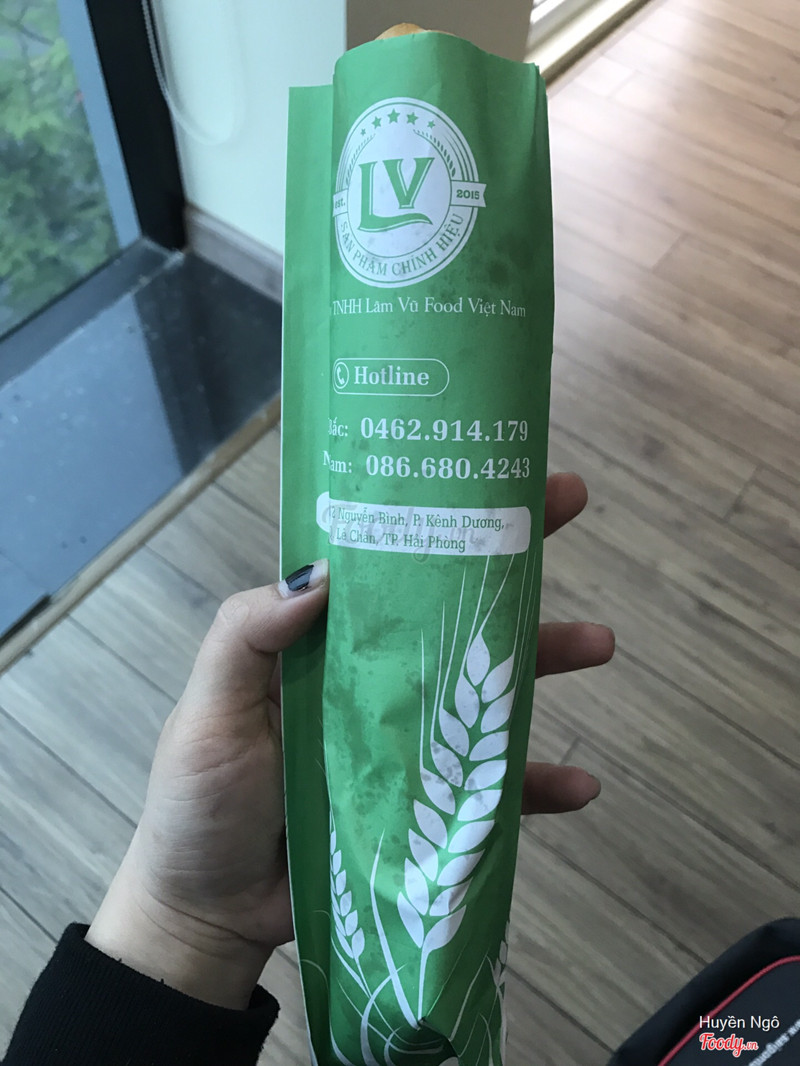 LV
EST. 2015
SẢN PHẨM CHÍNH HIỆU
TNHH Lâm Vũ Food Việt Nam
Hotline
Bắc: 0462.914.179
Nam: 086.680.4243
Nguyễn Bình, P. Kênh Dương,
Lê Chân, TP. Hải Phòng
Huyền Ngô
Foody.vn